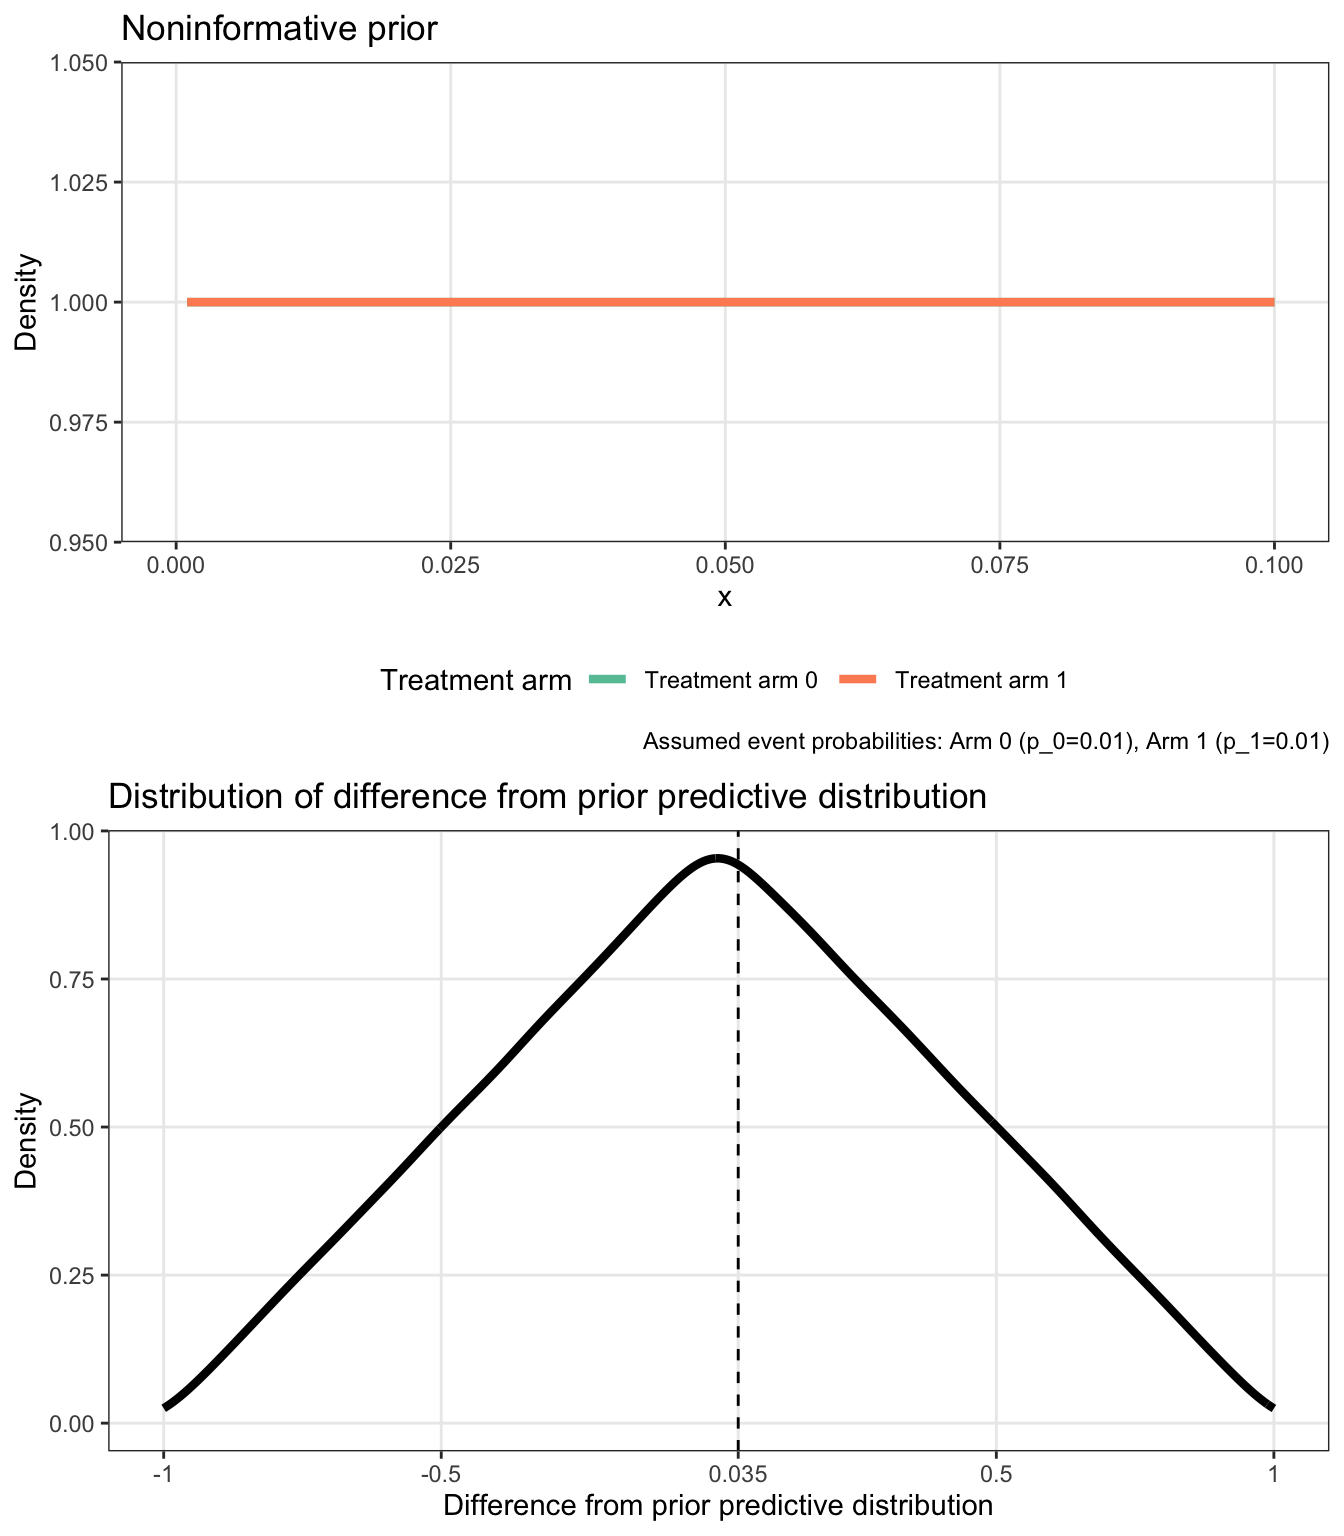 Noninformative prior
1.050
1.025
1.000
0.975
0.950
Density
0.000 0.025 0.050 0.075 0.100
x
Treatment arm Treatment arm 0 Treatment arm 1
Assumed event probabilities: Arm 0 (p_0=0.01), Arm 1 (p_1=0.01)
Distribution of difference from prior predictive distribution
1.00
0.75
0.50
0.25
0.00
Density
-1 -0.5 0.035 0.5 1
Difference from prior predictive distribution